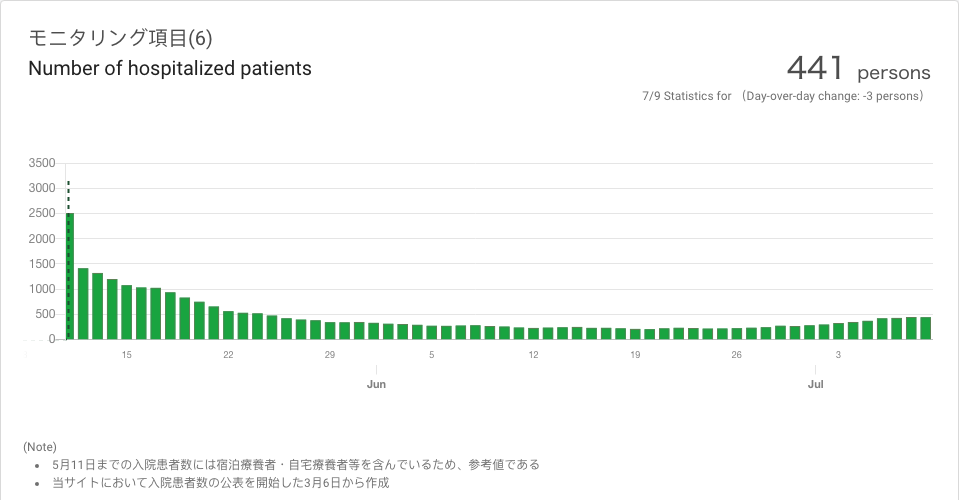 モニタリング項目(6)
Number of hospitalized patients
441 persons
7/9 Statistics for （Day-over-day change: -3 persons）
3500
3000
2500
2000
1500
1000
500
0
15 22 29 5 12 19 26 3
Jun Jul
(Note)
• 5月11日までの入院患者数には宿泊療養者・自宅療養者等を含んでいるため、参考値である
• 当サイトにおいて入院患者数の公表を開始した3月6日から作成